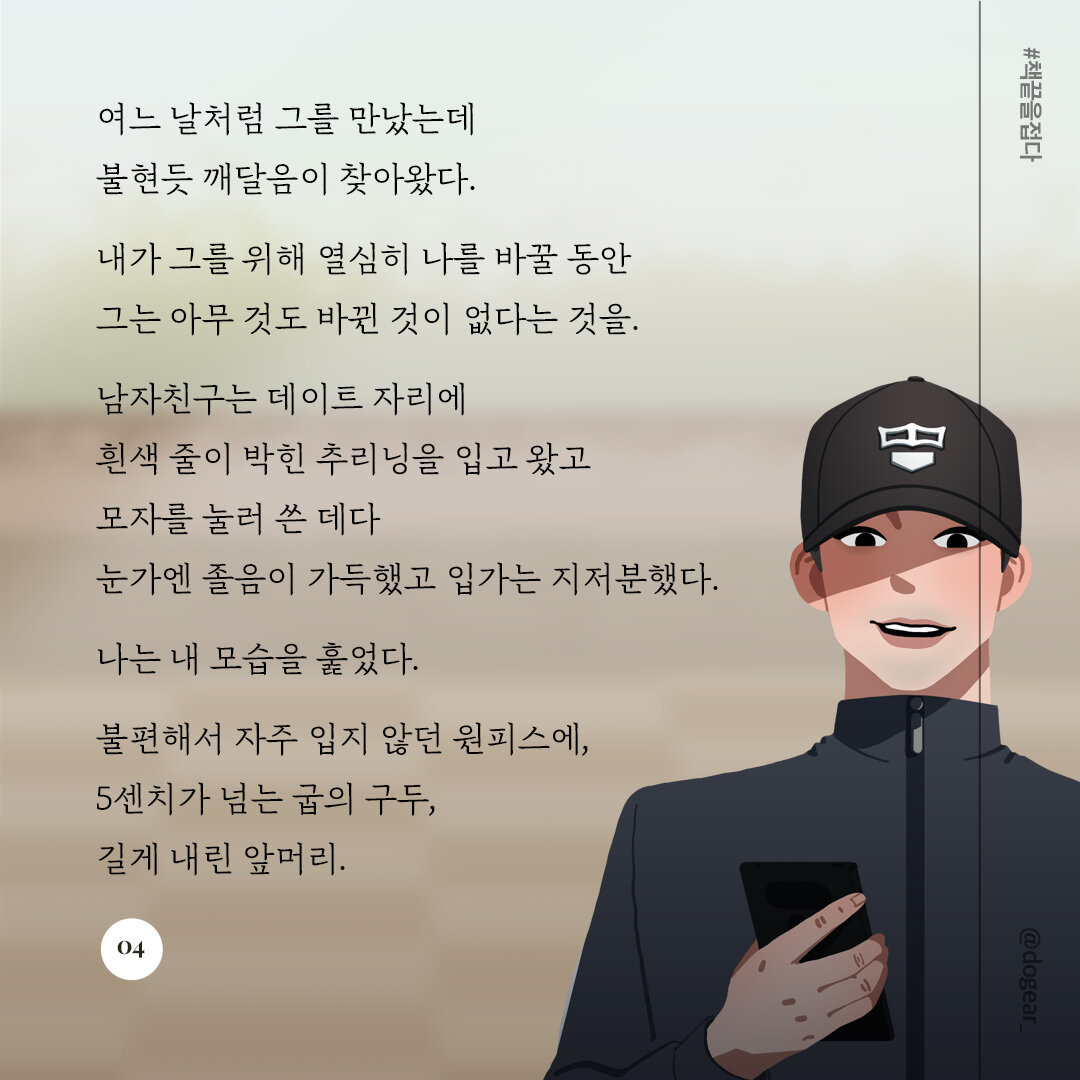 여느 날처럼 그를 만났는데
불현듯 깨달음이 찾아왔다.
내가 그를 위해 열심히 나를 바꿀 동안
그는 아무 것도 바뀐 것이 없다는 것을.
남자친구는 데이트 자리에
흰색 줄이 박힌 추리닝을 입고 왔고
모자를 눌러 쓴 데다
눈가엔 졸음이 가득했고 입가는 지저분했다.
나는 내 모습을 훑었다.
불편해서 자주 입지 않던 원피스에,
5센치가 넘는 굽의 구두,
길게 내린 앞머리.
04
#책끝을접다
@dogear_